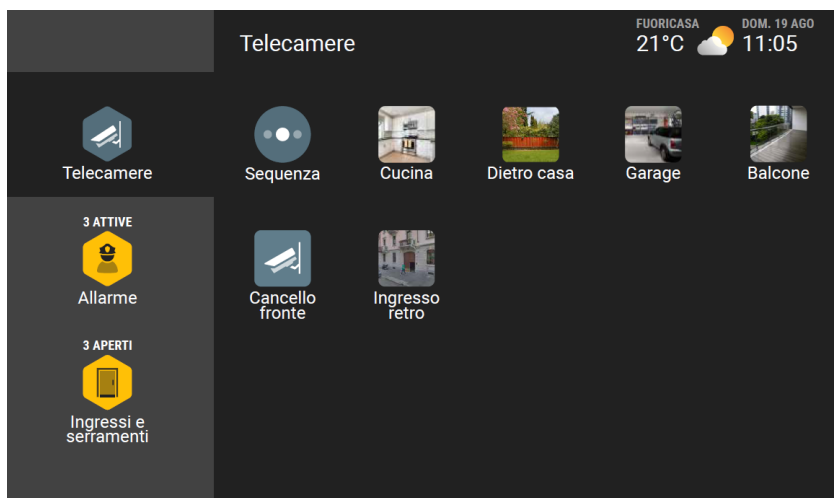 Telecamere
FUORICASA
21°C
DOM. 19 AGO
11:05
Telecamere
Sequenza
Cucina
Dietro casa
Garage
Balcone
3 ATTIVE
Allarme
Cancello
fronte
Ingresso
retro
3 APERTI
Ingressi e
serramenti